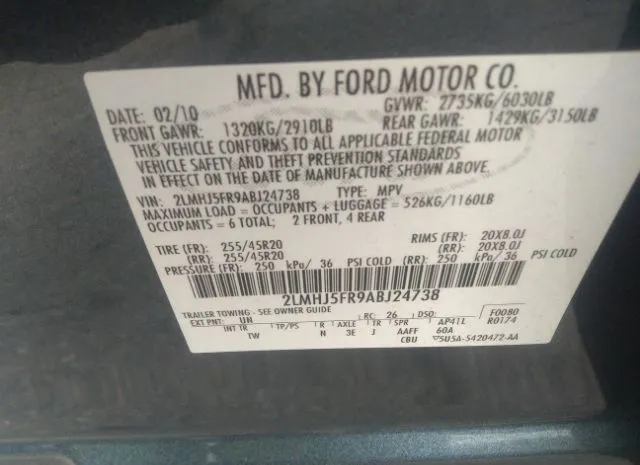 MFD. BY FORD MOTOR CO.
DATE: 02/10 GVWR: 2735KG/6030LB
FRONT GAWR: 1320KG/2910LB REAR GAWR: 1429KG/3150LB
THIS VEHICLE CONFORMS TO ALL APPLICABLE FEDERAL MOTOR
VEHICLE SAFETY AND THEFT PREVENTION STANDARDS
IN EFFECT ON THE DATE OF MANUFACTURE SHOWN ABOVE.
VIN: 2LMHJ5FR9ABJ24738 TYPE: MPV
MAXIMUM LOAD = OCCUPANTS + LUGGAGE = 526KG/1160LB
OCCUPANTS = 6 TOTAL; 2 FRONT, 4 REAR
TIRE (FR): 255/45R20 RIMS (FR): 20X8.0J
(RR): 255/45R20 (RR): 20X8.0J
PRESSURE (FR): 250 kPa/ 36 PSI COLD (RR): 250 kPa/ 36 PSI COLD
2LMHJ5FR9ABJ24738
TRAILER TOWING - SEE OWNER GUIDE
EXT PNT: UN RC: 26 DSO: F0080
INT TR TP/PS R AXLE TR SPR AP41L R0174
TW N 3E J AAFF 60A
CBU 5U5A-5420472-AA